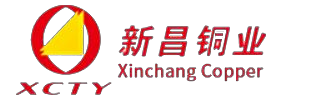 新昌铜业
Xinchang Copper
XCTY